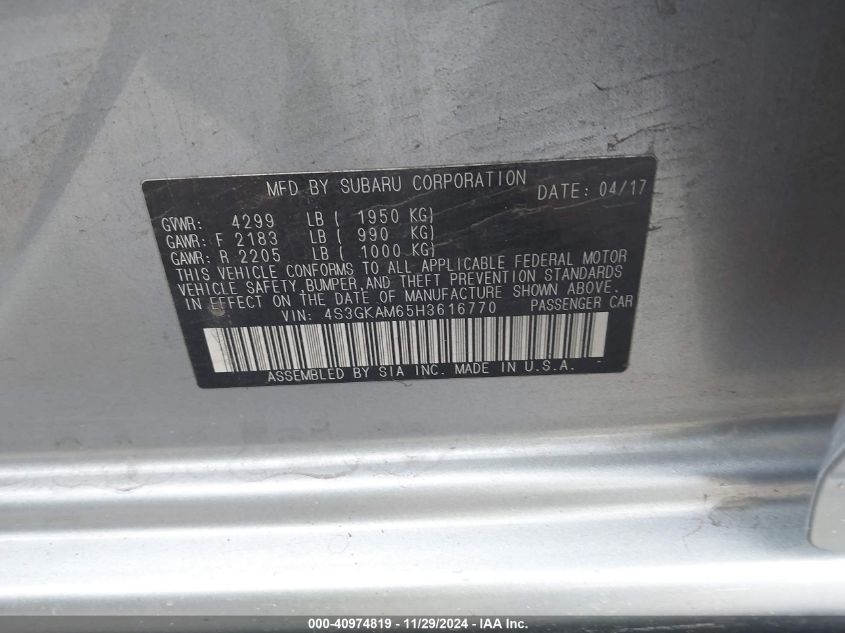 MFD BY SUBARU CORPORATION DATE: 04/17
GVWR: 4299 LB ( 1950 KG)
GAWR: F 2183 LB ( 990 KG)
GAWR: R 2205 LB ( 1000 KG)
THIS VEHICLE CONFORMS TO ALL APPLICABLE FEDERAL MOTOR
VEHICLE SAFETY, BUMPER, AND THEFT PREVENTION STANDARDS
IN EFFECT ON THE DATE OF MANUFACTURE SHOWN ABOVE.
VIN: 4S3GKAM65H3616770 PASSENGER CAR
ASSEMBLED BY SIA INC. MADE IN U.S.A.
000-40974819 - 11/29/2024 - IAA Inc.